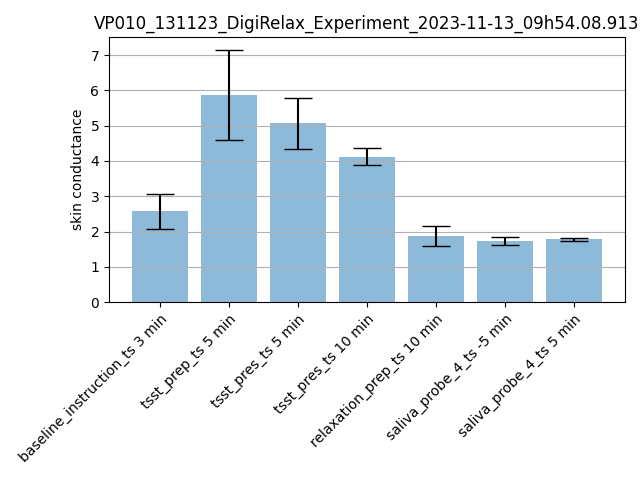 VP010_131123_DigiRelax_Experiment_2023-11-13_09h54.08.913
skin conductance
7
6
5
4
3
2
1
0
baseline_instruction_ts 3 min
tsst_prep_ts 5 min
tsst_pres_ts 5 min
tsst_pres_ts 10 min
relaxation_prep_ts 10 min
saliva_probe_4_ts -5 min
saliva_probe_4_ts 5 min